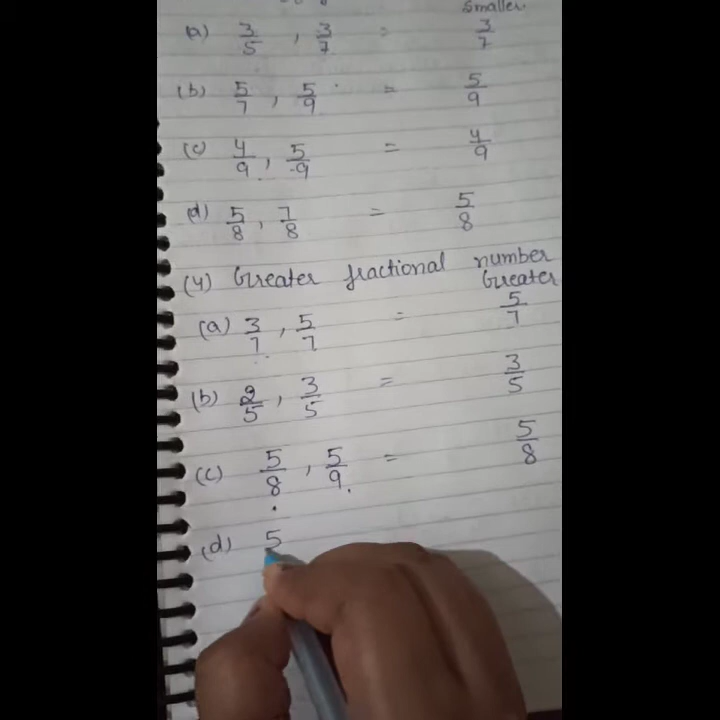 Smaller
(a) 3/5 , 3/7 = 3/7
(b) 5/7 , 5/9 = 5/9
(c) 4/9 , 5/9 = 4/9
(d) 5/8 , 7/8 = 5/8
(4) Greater fractional number
Greater
(a) 3/7 , 5/7 = 5/7
(b) 2/5 , 3/5 = 3/5
(c) 5/8 , 5/9 = 5/8
(d) 5